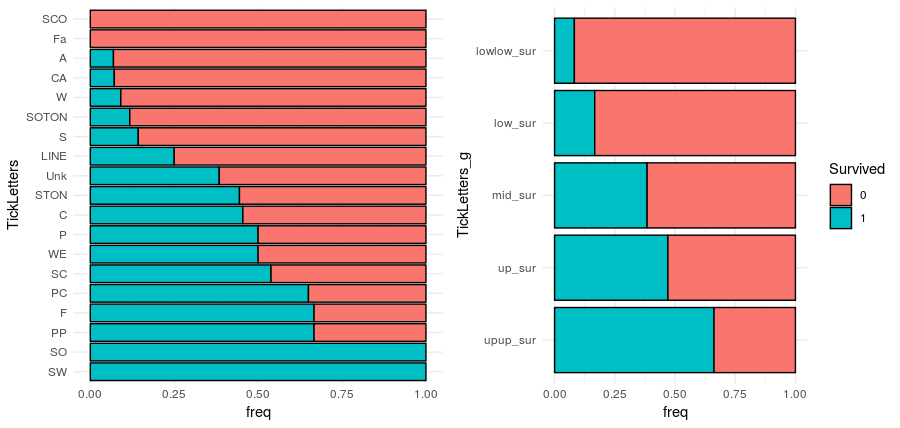 TickLetters
SCO
Fa
A
CA
W
SOTON
S
LINE
Unk
STON
C
P
WE
SC
PC
F
PP
SO
SW
0.00 0.25 0.50 0.75 1.00
freq
TickLetters_g
lowlow_sur
low_sur
mid_sur
up_sur
upup_sur
0.00 0.25 0.50 0.75 1.00
freq
Survived
0
1